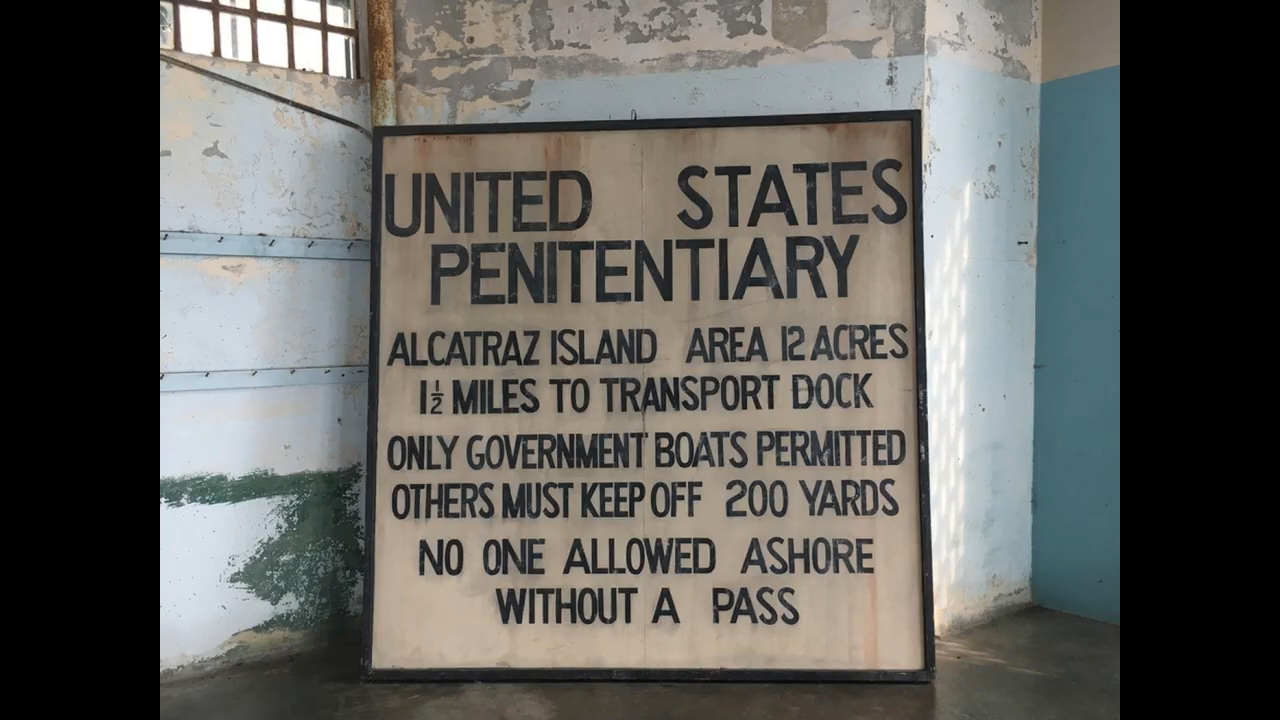 UNITED STATES
PENITENTIARY
ALCATRAZ ISLAND AREA 12 ACRES
1½ MILES TO TRANSPORT DOCK
ONLY GOVERNMENT BOATS PERMITTED
OTHERS MUST KEEP OFF 200 YARDS
NO ONE ALLOWED ASHORE
WITHOUT A PASS